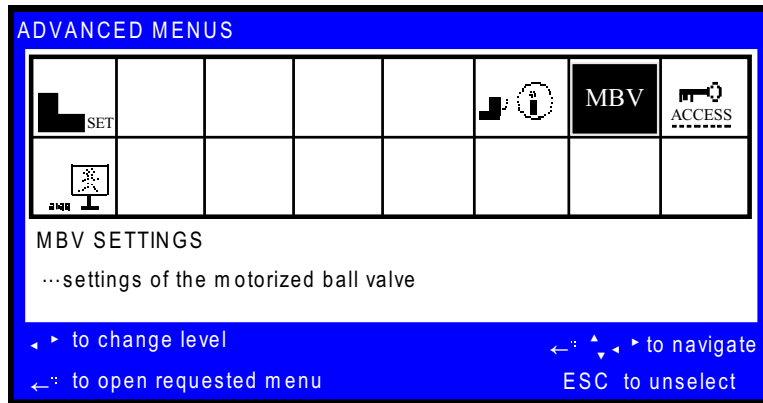 ADVANCED MENUS
SET
MBV
ACCESS
MBV SETTINGS
···settings of the motorized ball valve
to change level
to navigate
to open requested menu
ESC to unselect